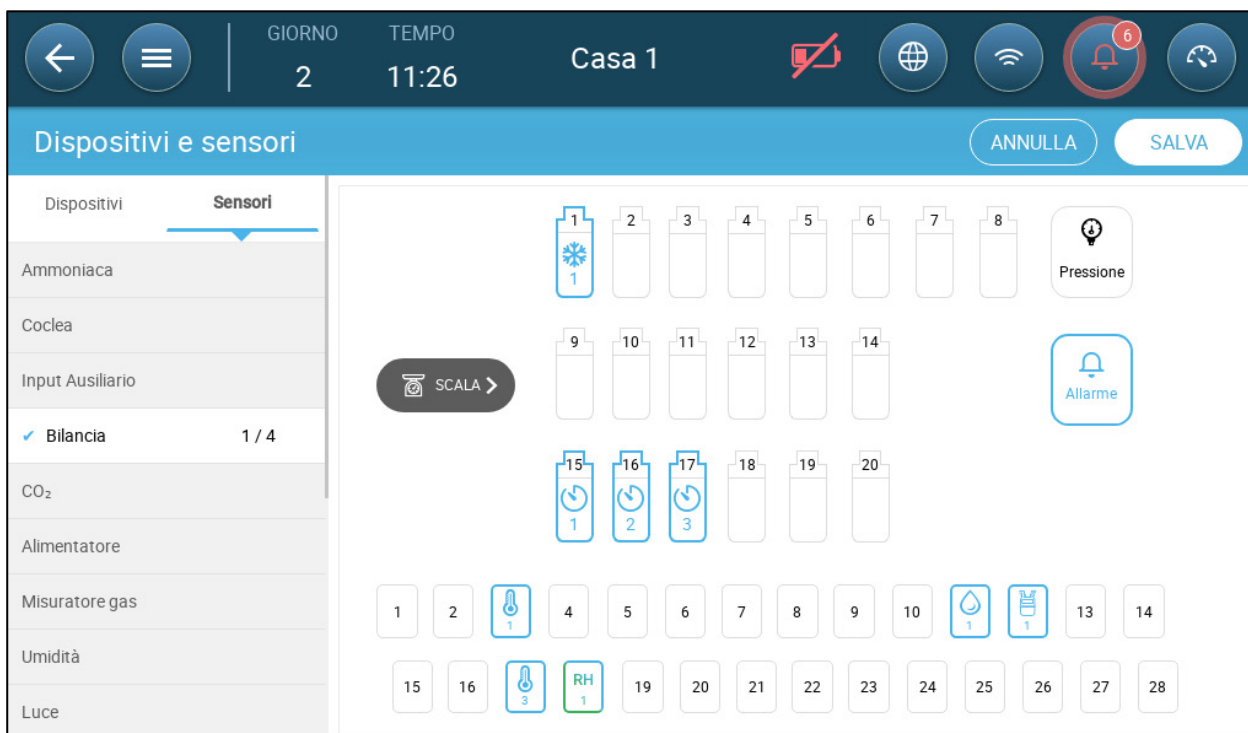 GIORNO TEMPO
2 11:26 Casa 1 6
Dispositivi e sensori ANNULLA SALVA
Dispositivi Sensori
Ammoniaca
Coclea
Input Ausiliario
Bilancia 1 / 4
CO₂
Alimentatore
Misuratore gas
Umidità
Luce
1 2 3 4 5 6 7 8
1
Pressione
9 10 11 12 13 14
SCALA
Allarme
15 16 17 18 19 20
1 2 3
1 2 1 4 5 6 7 8 9 10 1 1 13 14
15 16 3 RH 1 19 20 21 22 23 24 25 26 27 28